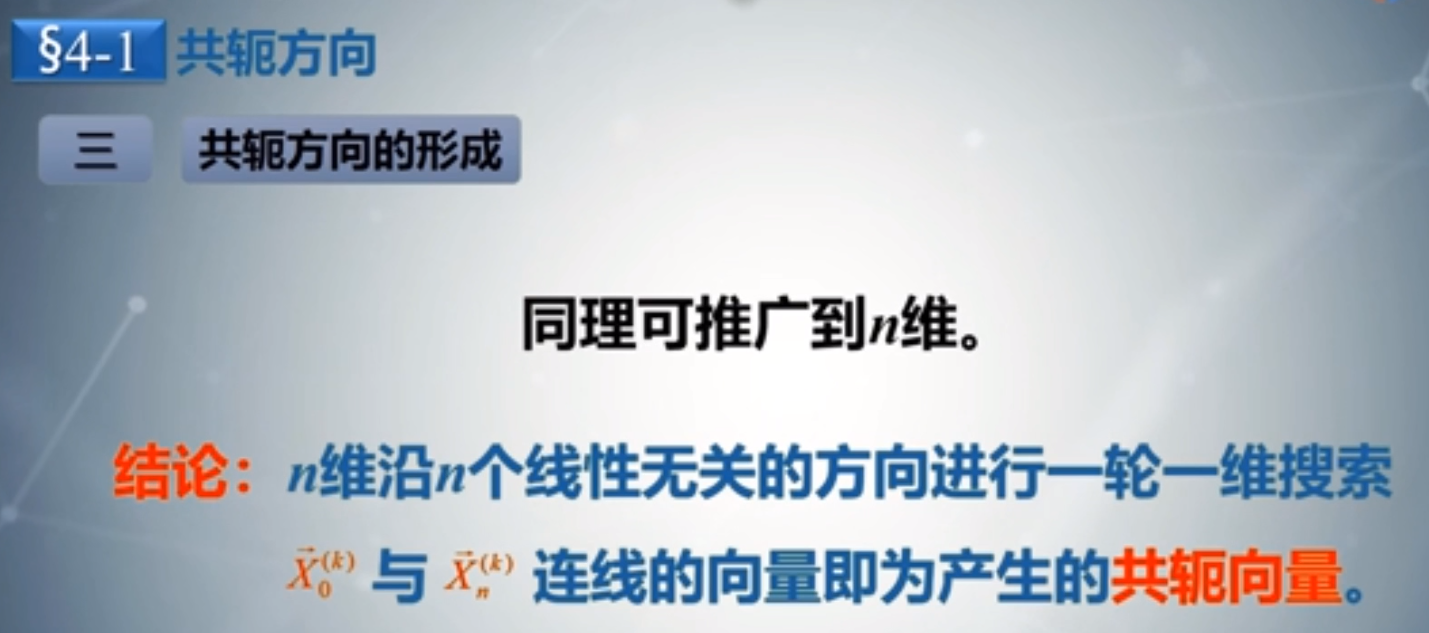 §4-1 共轭方向
三 共轭方向的形成
同理可推广到n维。
结论：n维沿n个线性无关的方向进行一轮一维搜索
$\vec{X}_0^{(k)}$ 与 $\vec{X}_n^{(k)}$ 连线的向量即为产生的共轭向量。